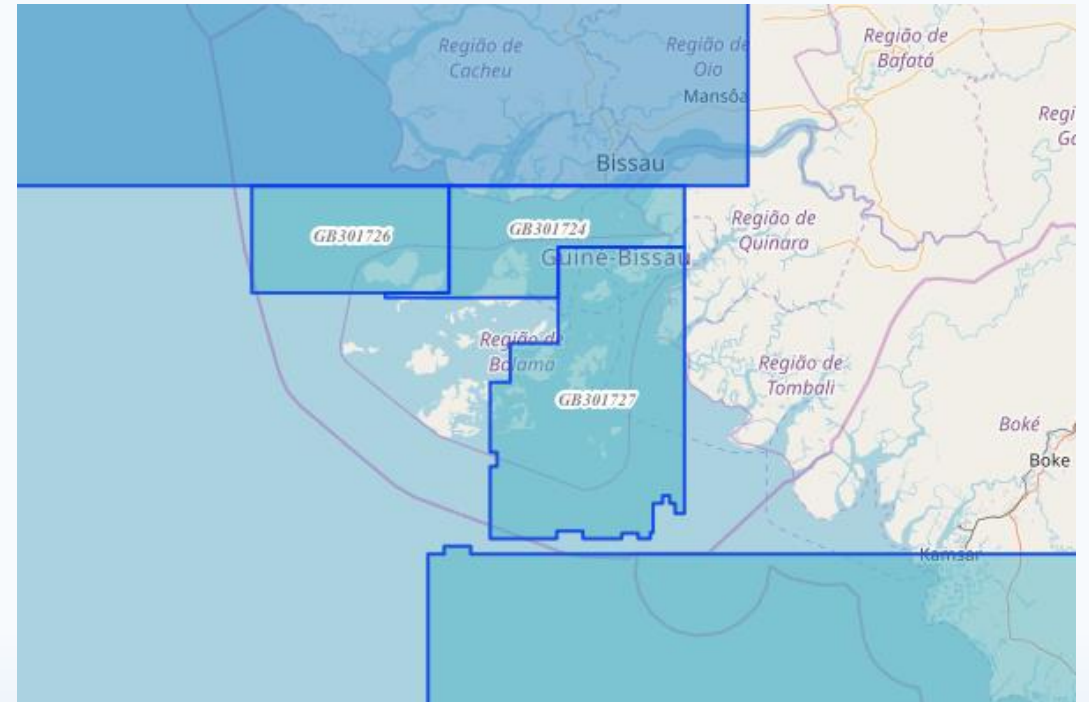 Região de
Cacheu
Região de
Oio
Mansôa
Região de
Bafatá
Bissau
GB301726
GB301724
Região de
Quinara
Guiné-Bissau
Região de
Bolama
GB301727
Região de
Tombali
Boké
Boke
Kamsar